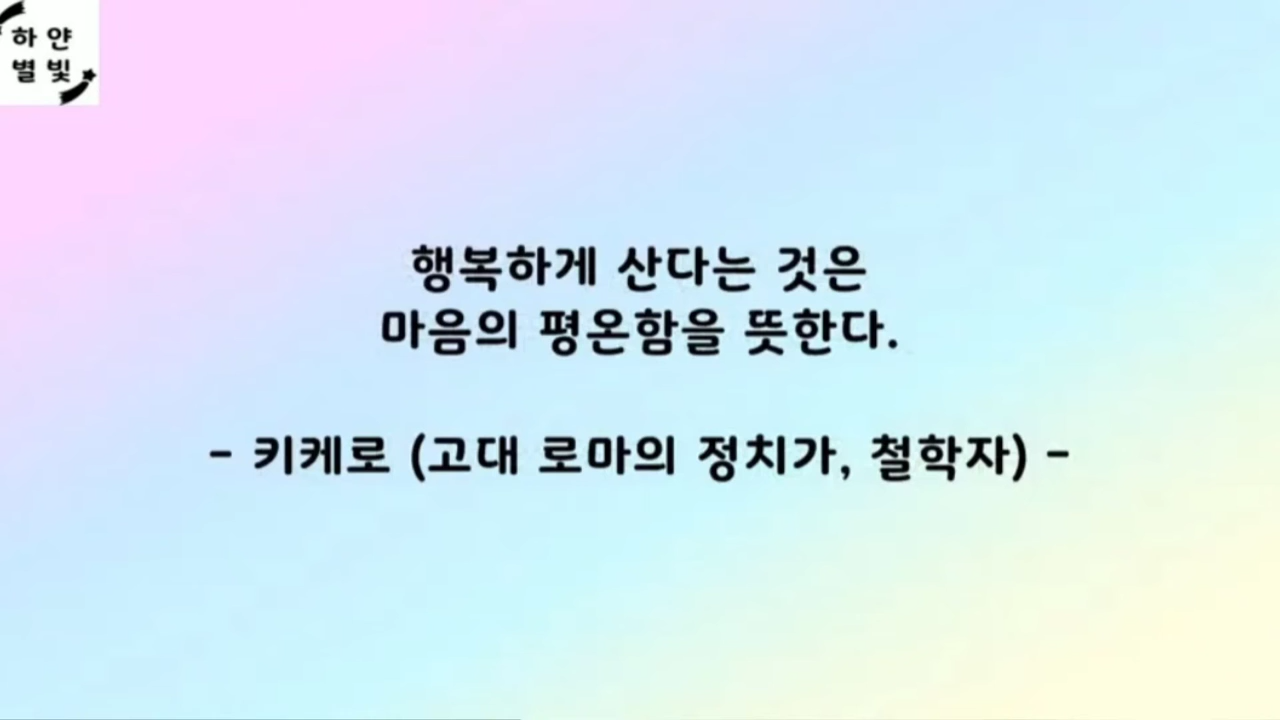 하얀
별빛
행복하게 산다는 것은
마음의 평온함을 뜻한다.
- 키케로 (고대 로마의 정치가, 철학자) -